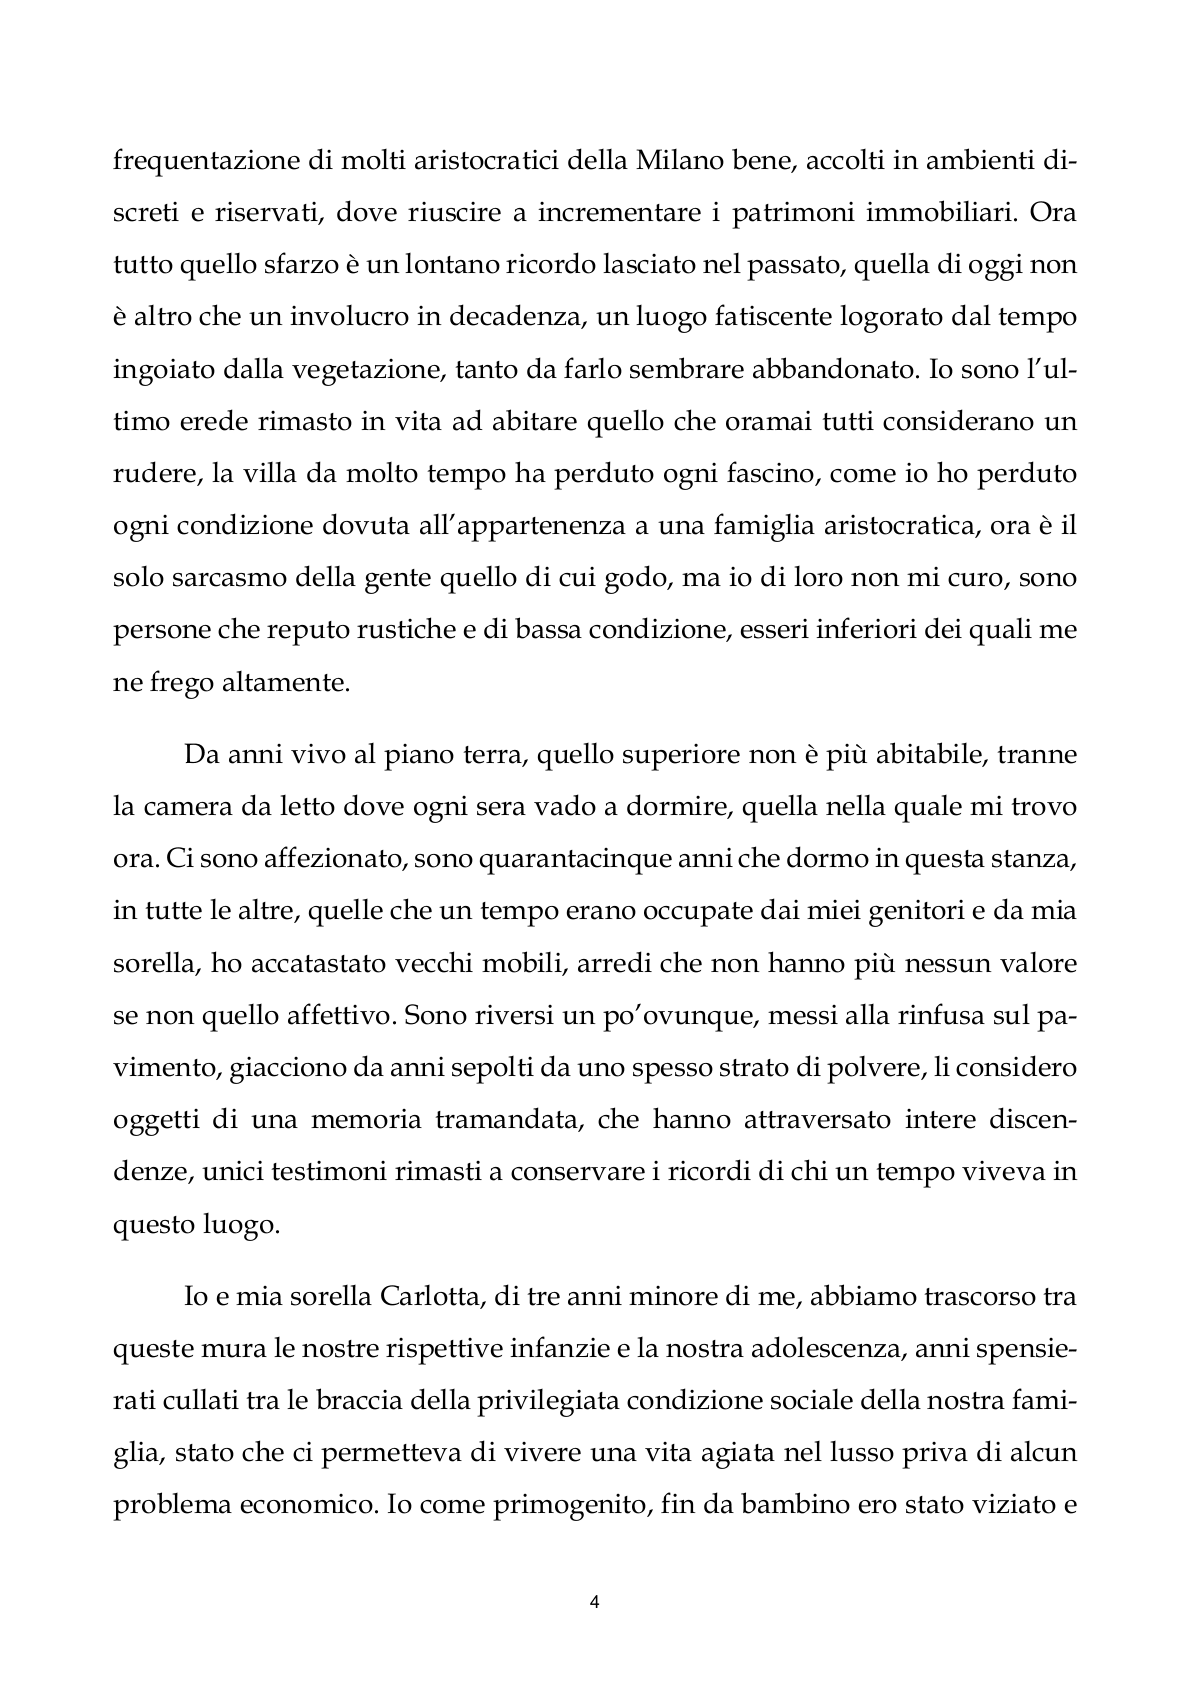 frequentazione di molti aristocratici della Milano bene, accolti in ambienti di-
screti e riservati, dove riuscire a incrementare i patrimoni immobiliari. Ora
tutto quello sfarzo è un lontano ricordo lasciato nel passato, quella di oggi non
è altro che un involucro in decadenza, un luogo fatiscente logorato dal tempo
ingoiato dalla vegetazione, tanto da farlo sembrare abbandonato. Io sono l’ul-
timo erede rimasto in vita ad abitare quello che oramai tutti considerano un
rudere, la villa da molto tempo ha perduto ogni fascino, come io ho perduto
ogni condizione dovuta all’appartenenza a una famiglia aristocratica, ora è il
solo sarcasmo della gente quello di cui godo, ma io di loro non mi curo, sono
persone che reputo rustiche e di bassa condizione, esseri inferiori dei quali me
ne frego altamente.
Da anni vivo al piano terra, quello superiore non è più abitabile, tranne
la camera da letto dove ogni sera vado a dormire, quella nella quale mi trovo
ora. Ci sono affezionato, sono quarantacinque anni che dormo in questa stanza,
in tutte le altre, quelle che un tempo erano occupate dai miei genitori e da mia
sorella, ho accatastato vecchi mobili, arredi che non hanno più nessun valore
se non quello affettivo. Sono riversi un po’ovunque, messi alla rinfusa sul pa-
vimento, giacciono da anni sepolti da uno spesso strato di polvere, li considero
oggetti di una memoria tramandata, che hanno attraversato intere discen-
denze, unici testimoni rimasti a conservare i ricordi di chi un tempo viveva in
questo luogo.
Io e mia sorella Carlotta, di tre anni minore di me, abbiamo trascorso tra
queste mura le nostre rispettive infanzie e la nostra adolescenza, anni spensie-
rati cullati tra le braccia della privilegiata condizione sociale della nostra fami-
glia, stato che ci permetteva di vivere una vita agiata nel lusso priva di alcun
problema economico. Io come primogenito, fin da bambino ero stato viziato e
4